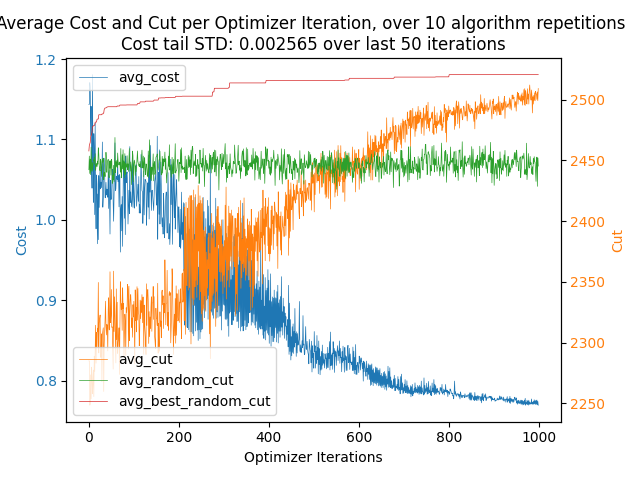 Average Cost and Cut per Optimizer Iteration, over 10 algorithm repetitions
Cost tail STD: 0.002565 over last 50 iterations
1.2
1.1
1.0
0.9
0.8
Cost
avg_cost
avg_cut
avg_random_cut
avg_best_random_cut
2500
2450
2400
2350
2300
2250
Cut
0
200
400
600
800
1000
Optimizer Iterations